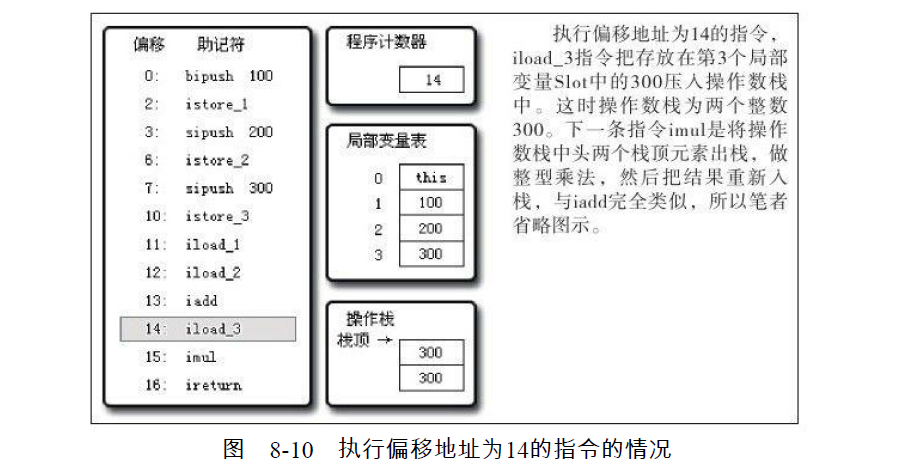 偏移 助记符
0: bipush 100
2: istore_1
3: sipush 200
6: istore_2
7: sipush 300
10: istore_3
11: iload_1
12: iload_2
13: iadd
14: iload_3
15: imul
16: ireturn
程序计数器
14
局部变量表
0 this
1 100
2 200
3 300
操作栈
栈顶 →
300
300
执行偏移地址为14的指令，
iload_3指令把存放在第3个局部
变量Slot中的300压入操作数栈
中。这时操作数栈为两个整数
300。下一条指令imul是将操作
数栈中头两个栈顶元素出栈，做
整型乘法，然后把结果重新入
栈，与iadd完全类似，所以笔者
省略图示。
图 8-10 执行偏移地址为14的指令的情况